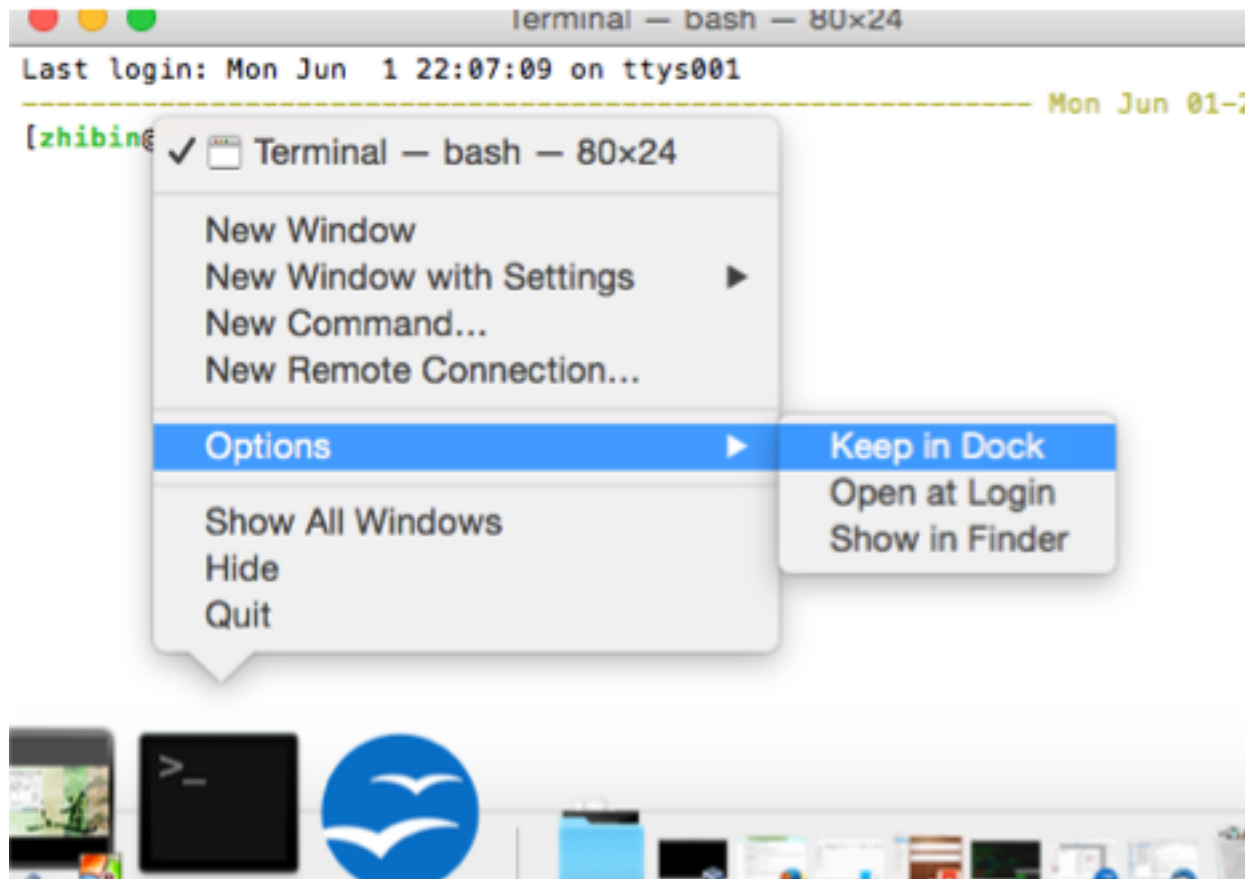 Terminal — bash — 80×24
Last login: Mon Jun  1 22:07:09 on ttys001
------------------------------------------------------------ Mon Jun 01-2
[zhibin@
✓ Terminal — bash — 80×24
New Window
New Window with Settings ▶
New Command...
New Remote Connection...
Options ▶
Keep in Dock
Open at Login
Show in Finder
Show All Windows
Hide
Quit
>_
道